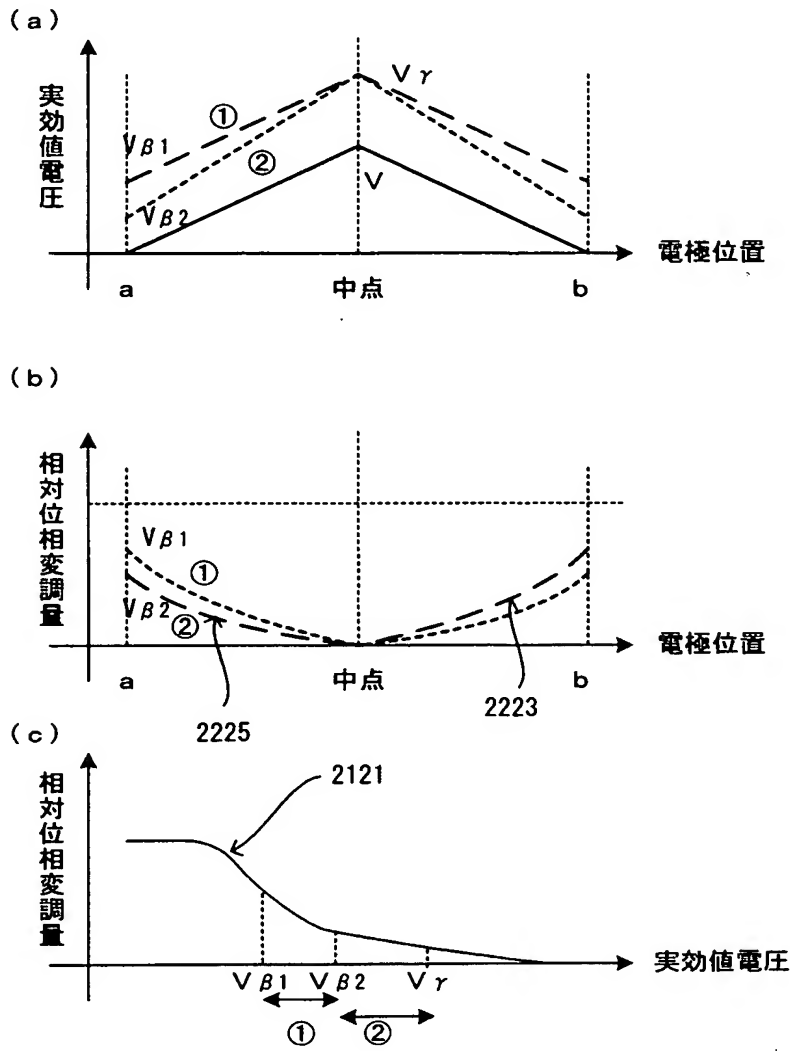 (a)
実効値電圧
Vγ
①
Vβ1
②
V
Vβ2
電極位置
a
中点
b
(b)
相対位相変調量
Vβ1
①
Vβ2
②
電極位置
a
中点
b
2225
2223
(c)
相対位相変調量
2121
実効値電圧
Vβ1
Vβ2
Vγ
①
②